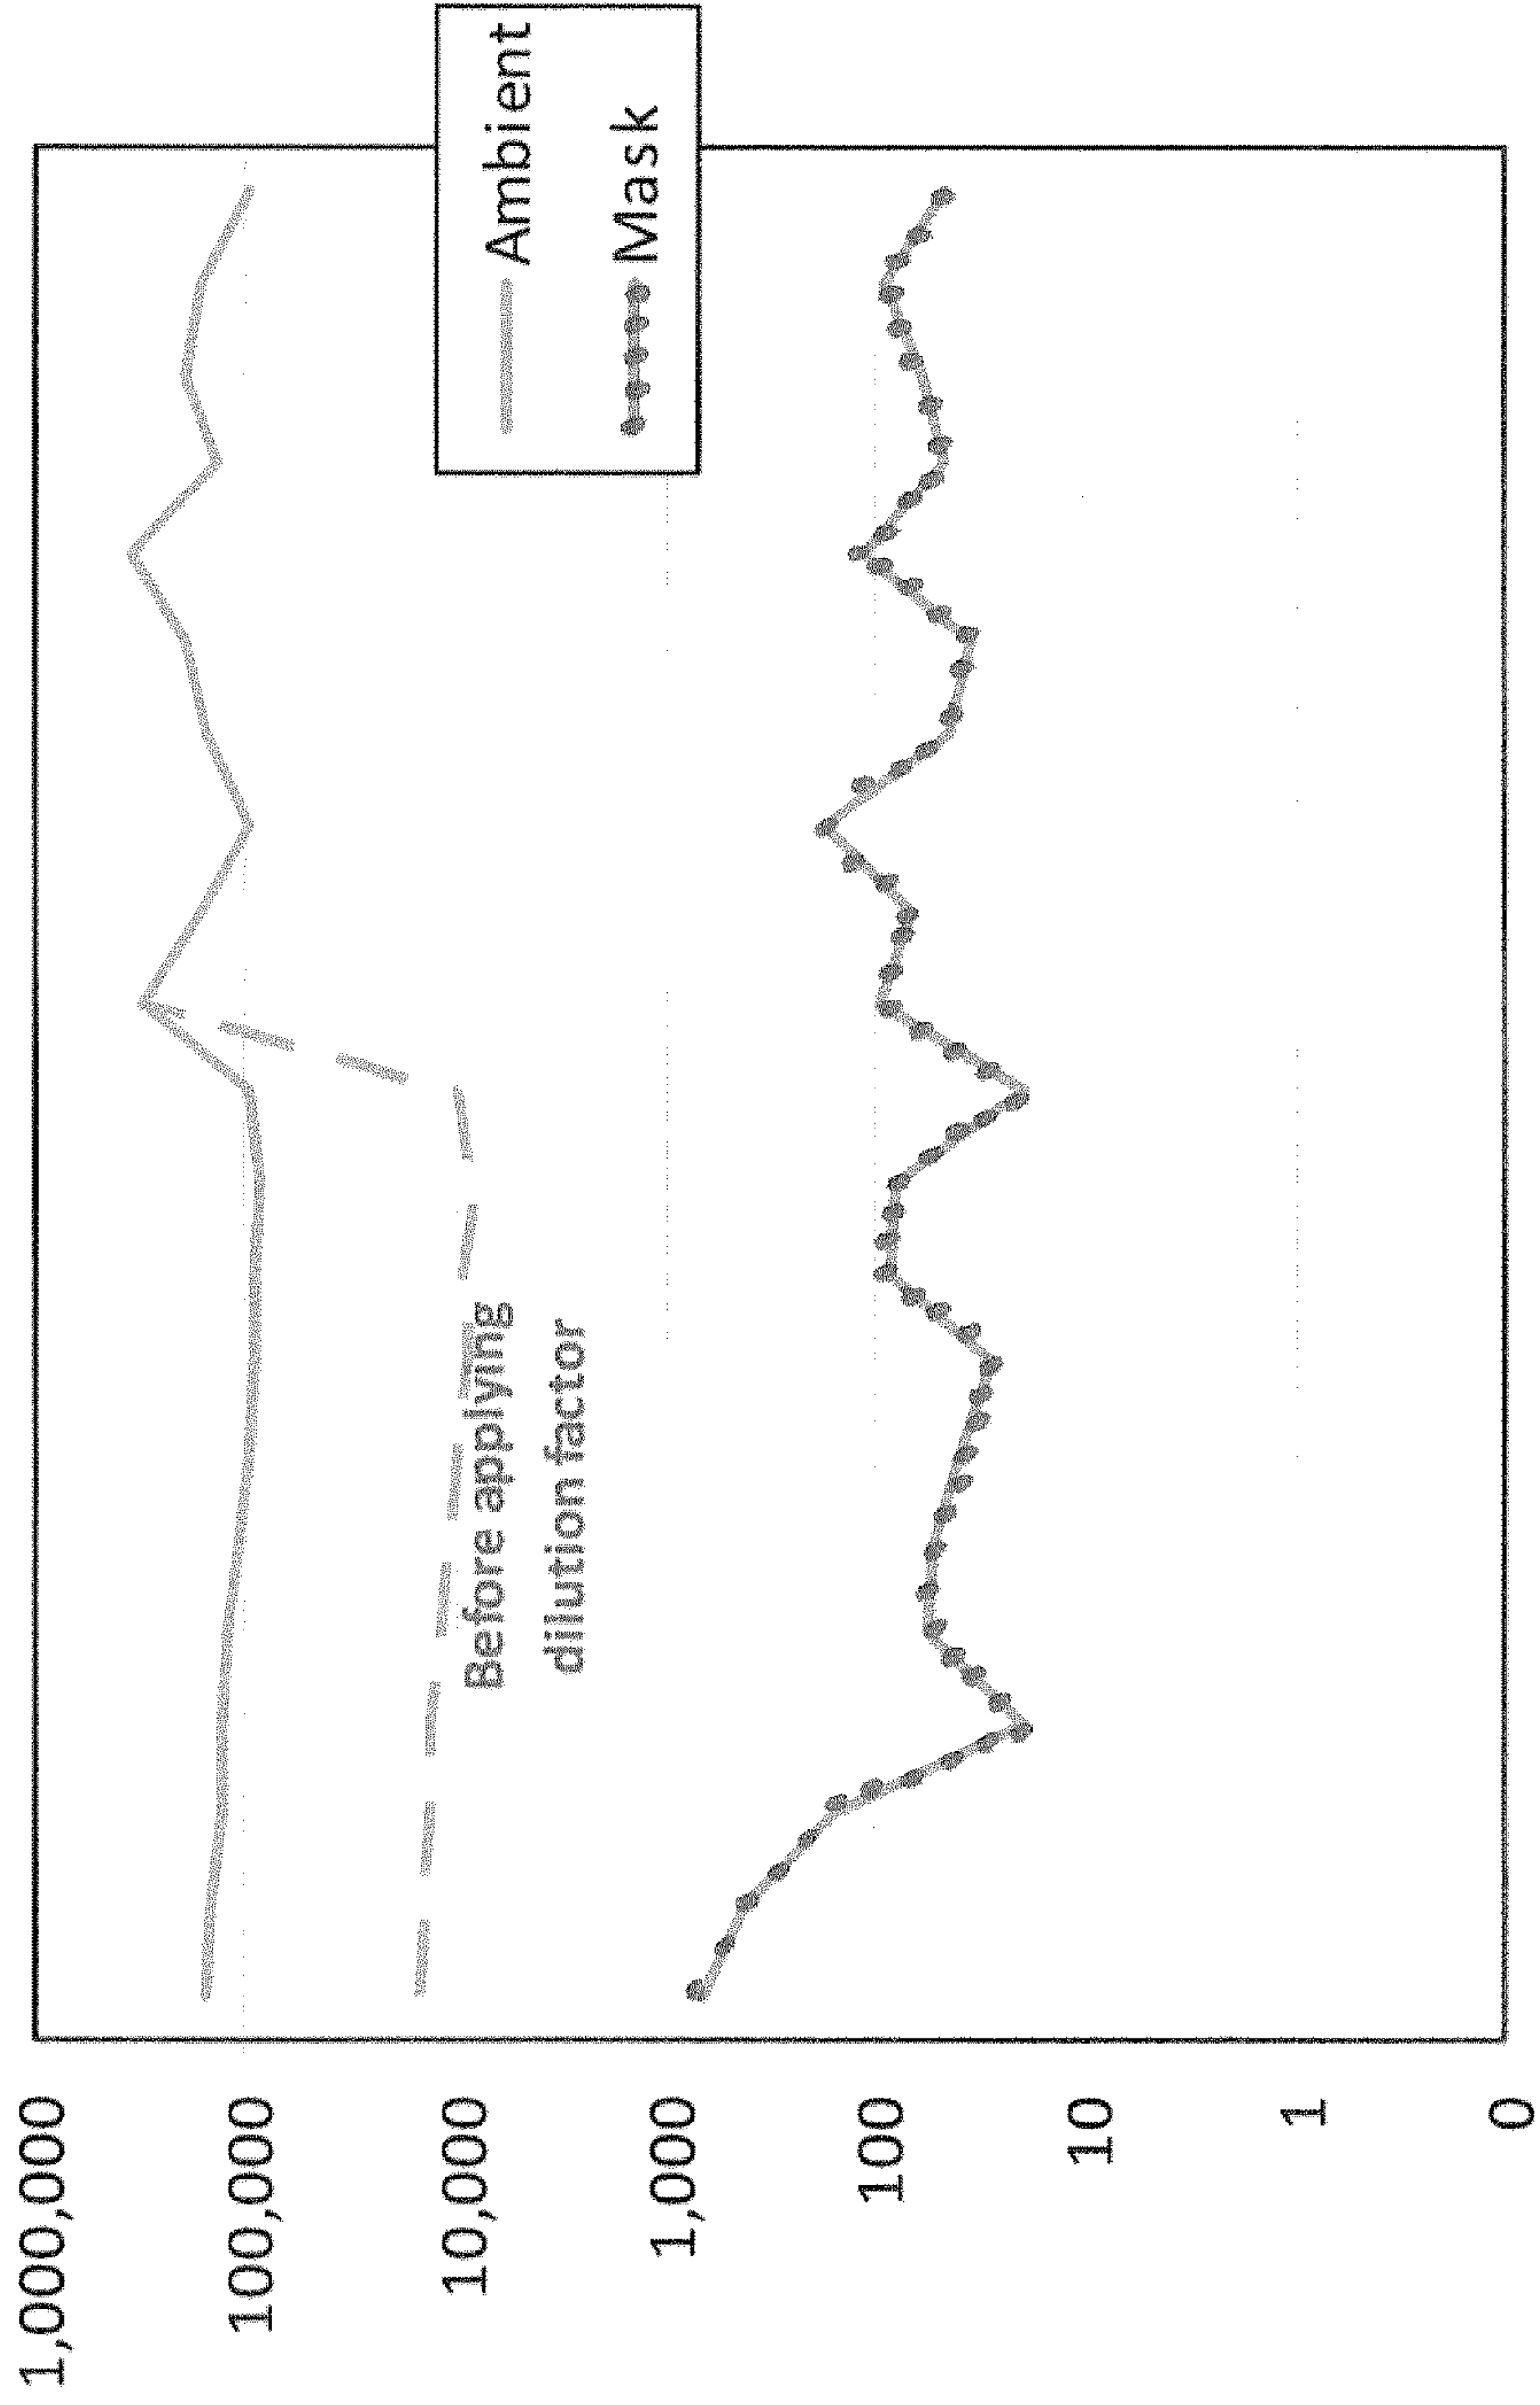 1,000,000
100,000
10,000
1,000
100
10
1
0
Before applying
dilution factor
Ambient
Mask